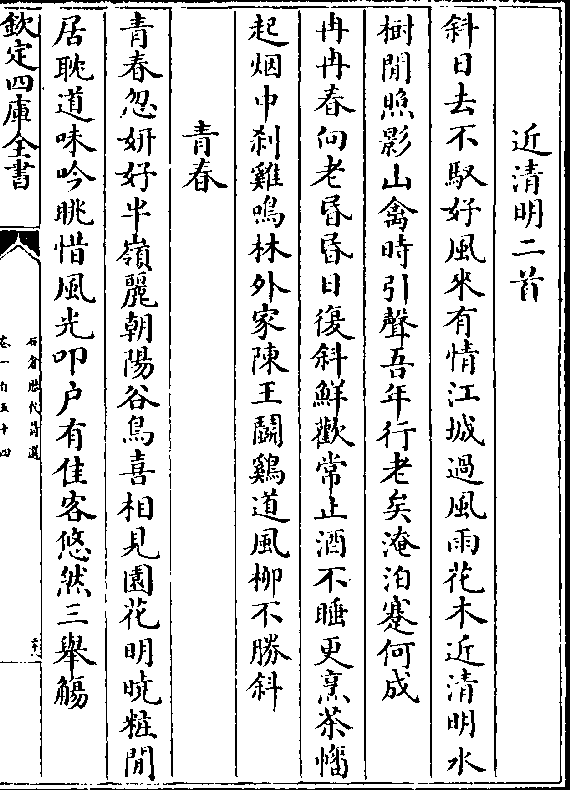 近清明二首
斜日去不馭好風來有情江城過風雨花木近清明水
樹閒照影山禽時引聲吾年行老矣淹泊蹇何成
冉冉春向老昏昏日復斜鮮歡常止酒不睡更烹茶幡
起烟中刹雞鳴林外家陳王鬬鷄道風柳不勝斜
青春
青春忽妍好半嶺麗朝陽谷鳥喜相見園花明曉粧閒
居耽道味吟眺惜風光叩户有佳客悠然三舉觴
欽定四庫全書
石倉歴代詩選
卷一百五十四